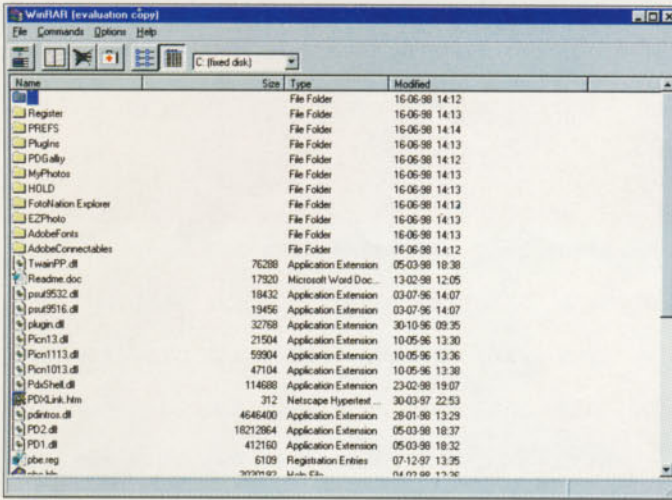 WinRAR (evaluation copy)
File Commands Options Help
C: (fixed disk)
Name Size Type Modified
.. File Folder 16-06-98 14:12
Register File Folder 16-06-98 14:13
PREFS File Folder 16-06-98 14:14
PlugIns File Folder 16-06-98 14:13
PDGallry File Folder 16-06-98 14:12
MyPhotos File Folder 16-06-98 14:13
HOLD File Folder 16-06-98 14:13
FotoNation Explorer File Folder 16-06-98 14:12
EZPhoto File Folder 16-06-98 14:13
AdobeFonts File Folder 16-06-98 14:13
AdobeConnectables File Folder 16-06-98 14:12
TwainPP.dll 76288 Application Extension 05-03-98 18:38
Readme.doc 17920 Microsoft Word Doc... 13-02-98 12:05
psut9532.dll 18432 Application Extension 03-07-96 14:07
psut9516.dll 19456 Application Extension 03-07-96 14:07
plugin.dll 32768 Application Extension 30-10-96 09:35
Picn13.dll 21504 Application Extension 10-05-96 13:30
Picn1113.dll 59904 Application Extension 10-05-96 13:36
Picn1013.dll 47104 Application Extension 10-05-96 13:38
PdxShell.dll 114688 Application Extension 23-02-98 19:07
PDXLink.htm 312 Netscape Hypertext ... 30-03-97 22:53
pdintros.dll 4646400 Application Extension 28-01-98 13:29
PD2.dll 18212864 Application Extension 05-03-98 18:37
PD1.dll 412160 Application Extension 05-03-98 18:32
pbe.reg 6109 Registration Entries 07-12-97 13:35
Help File